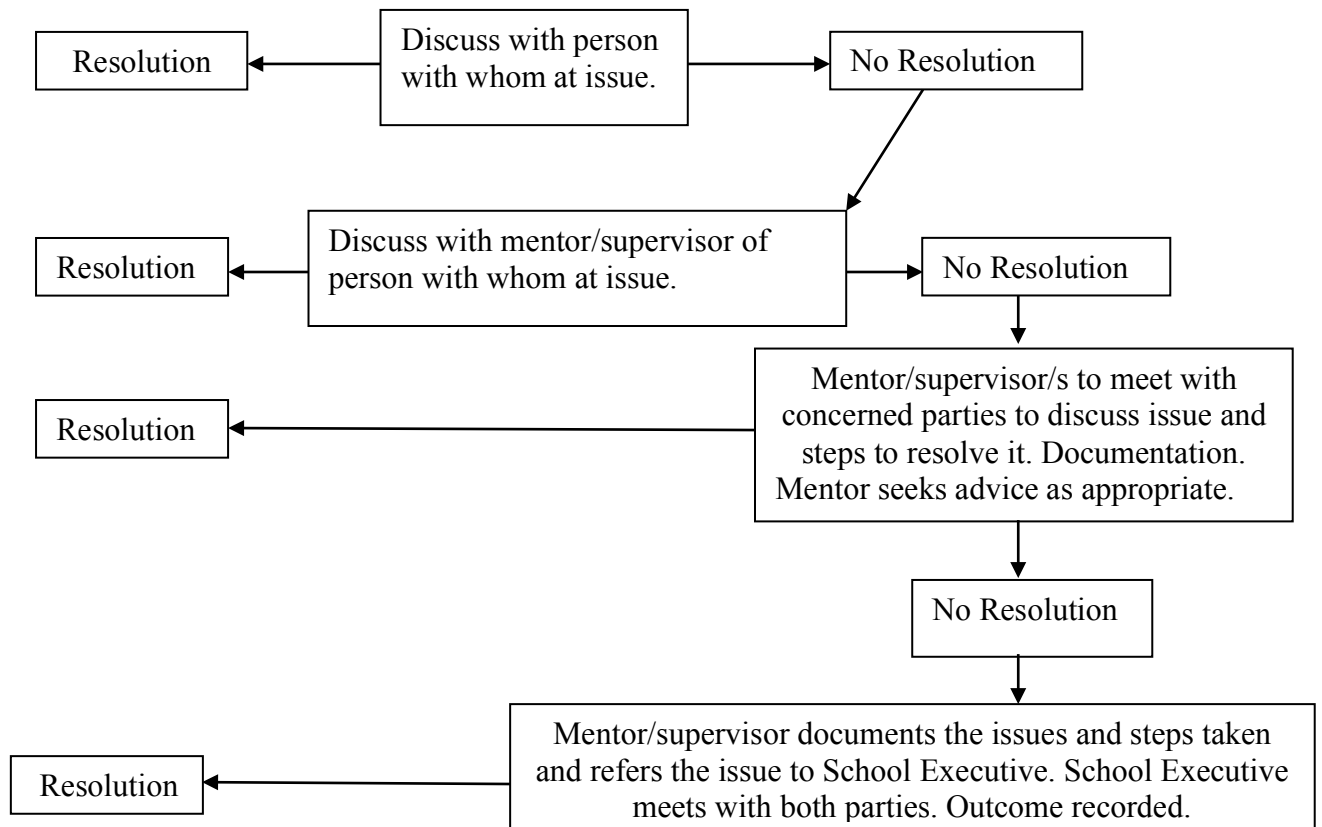 Resolution
Discuss with person
with whom at issue.
No Resolution
Resolution
Discuss with mentor/supervisor of
person with whom at issue.
No Resolution
Resolution
Mentor/supervisor/s to meet with
concerned parties to discuss issue and
steps to resolve it. Documentation.
Mentor seeks advice as appropriate.
No Resolution
Resolution
Mentor/supervisor documents the issues and steps taken
and refers the issue to School Executive. School Executive
meets with both parties. Outcome recorded.